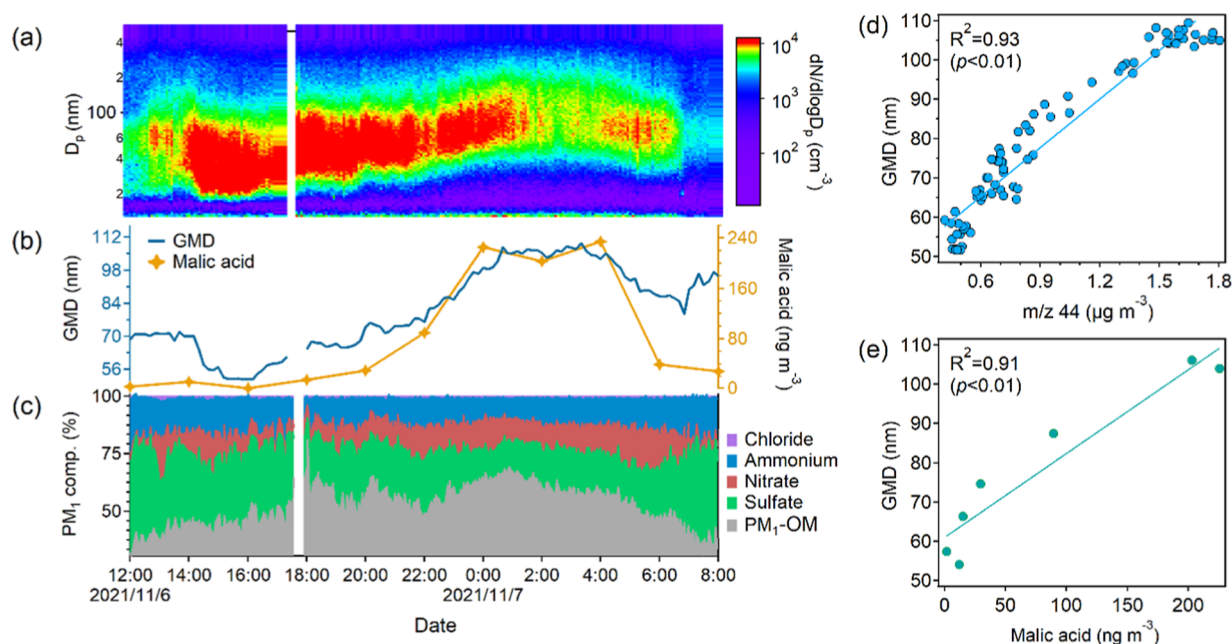 (a)
4
2
100
6
4
2
D_p (nm)
10^4
10^3
10^2
dN/dlogD_p (cm^-3)
(b)
GMD
Malic acid
112
98
84
70
56
GMD (nm)
240
160
80
0
Malic acid (ng m^-3)
(c)
100
75
50
PM_1 comp. (%)
Chloride
Ammonium
Nitrate
Sulfate
PM_1-OM
12:00 14:00 16:00 18:00 20:00 22:00 0:00 2:00 4:00 6:00 8:00
2021/11/6 2021/11/7
Date
(d)
R^2=0.93
(p<0.01)
110
100
90
80
70
60
50
GMD (nm)
0.6 0.9 1.2 1.5 1.8
m/z 44 (µg m^-3)
(e)
R^2=0.91
(p<0.01)
110
100
90
80
70
60
50
GMD (nm)
0 50 100 150 200
Malic acid (ng m^-3)